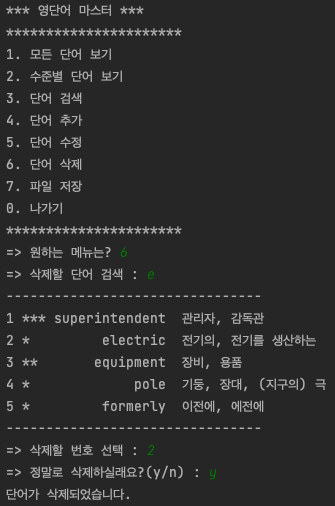 *** 영단어 마스터 ***
**********************
1. 모든 단어 보기
2. 수준별 단어 보기
3. 단어 검색
4. 단어 추가
5. 단어 수정
6. 단어 삭제
7. 파일 저장
0. 나가기
**********************
=> 원하는 메뉴는? 6
=> 삭제할 단어 검색 : e
--------------------------------
1 *** superintendent  관리자, 감독관
2 *         electric  전기의, 전기를 생산하는
3 **       equipment  장비, 용품
4 *             pole  기둥, 장대, (지구의) 극
5 *         formerly  이전에, 예전에
--------------------------------
=> 삭제할 번호 선택 : 2
=> 정말로 삭제하실래요?(y/n) : y
단어가 삭제되었습니다.